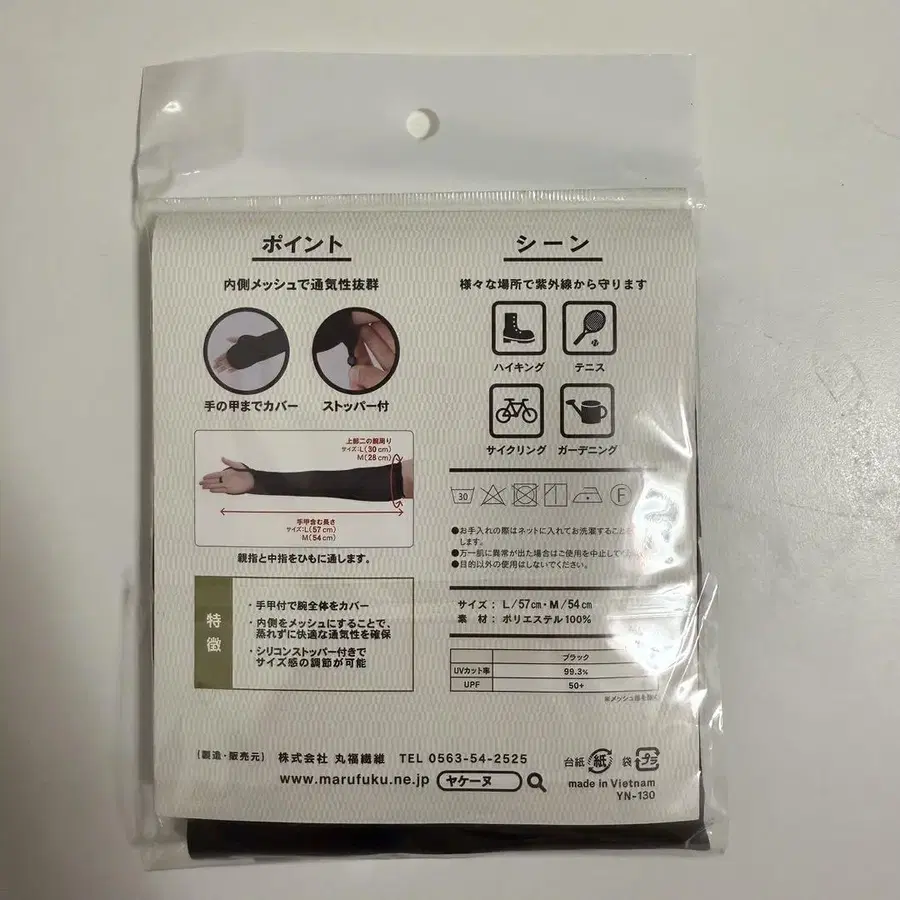 ポイント
内側メッシュで通気性抜群
手の甲までカバー
ストッパー付
上部二の腕周り
サイズ:L(30cm)
M(28cm)
手甲含む長さ
サイズ:L(57cm)
M(54cm)
親指と中指をひもに通します。
特徴
・手甲付で腕全体をカバー
・内側をメッシュにすることで、
蒸れずに快適な通気性を確保
・シリコンストッパー付きで
サイズ感の調節が可能
シーン
様々な場所で紫外線から守ります
ハイキング
テニス
サイクリング
ガーデニング
30
F
●お手入れの際はネットに入れてお洗濯することを
します。
●万一肌に異常が出た場合はご使用を中止して
●目的以外の使用はしないでください。
サイズ:L/57cm・M/54cm
素 材:ポリエステル100%
ブラック
UVカット率 99.3%
UPF 50+
※メッシュ部を除く
(製造・販売元) 株式会社 丸福繊維 TEL 0563-54-2525
www.marufuku.ne.jp ヤケーヌ
台紙 紙 袋 プラ
made in Vietnam
YN-130